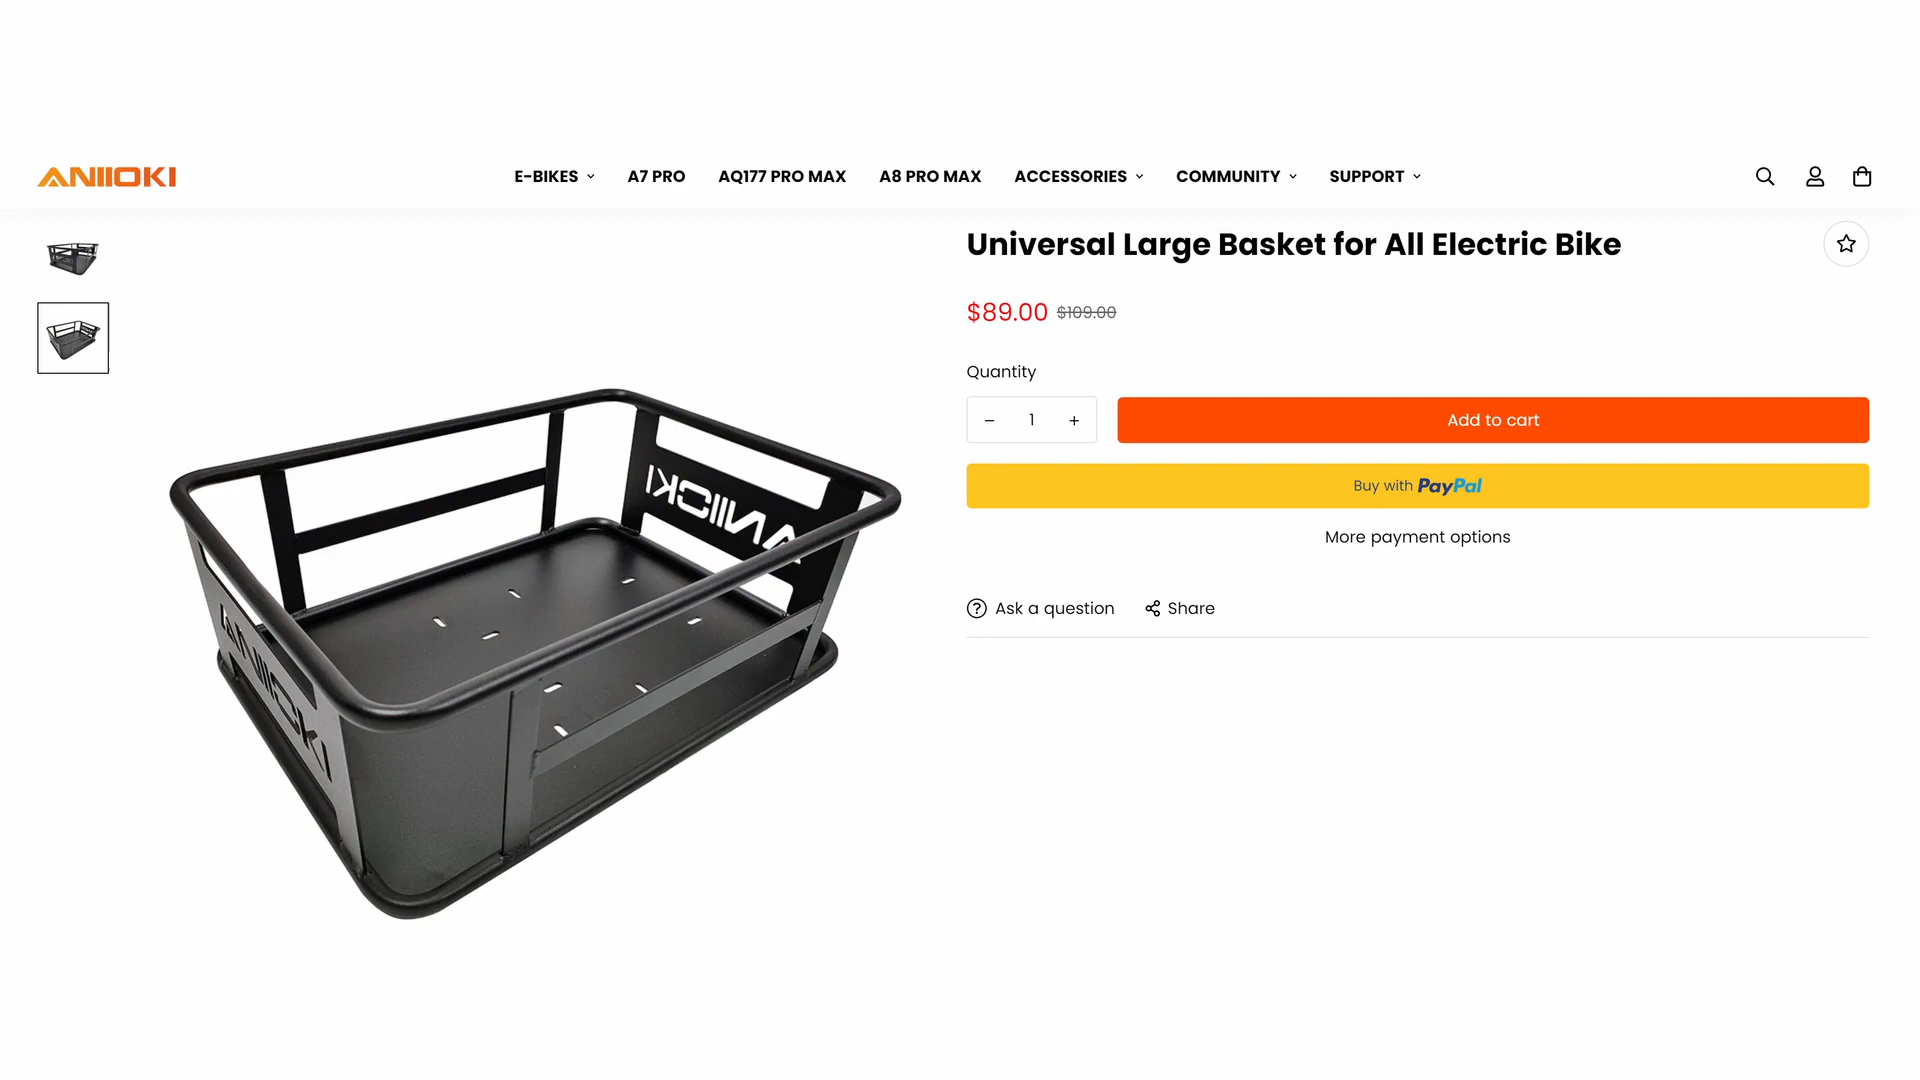 ANIIOKI
E-BIKES
A7 PRO
AQ177 PRO MAX
A8 PRO MAX
ACCESSORIES
COMMUNITY
SUPPORT
Universal Large Basket for All Electric Bike
$89.00 $109.00
Quantity
− 1 +
Add to cart
Buy with PayPal
More payment options
Ask a question
Share
ANIIOKI
ANIIOKI